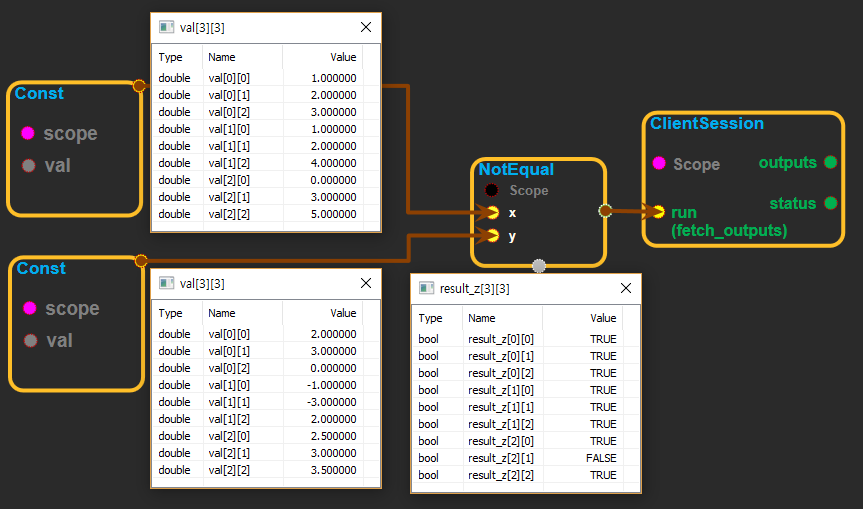 val[3][3]
Type Name Value
double val[0][0] 1.000000
double val[0][1] 2.000000
double val[0][2] 3.000000
double val[1][0] 1.000000
double val[1][1] 2.000000
double val[1][2] 4.000000
double val[2][0] 0.000000
double val[2][1] 3.000000
double val[2][2] 5.000000
Const
scope
val
NotEqual
Scope
x
y
ClientSession
Scope outputs
status
run
(fetch_outputs)
Const
scope
val
val[3][3]
Type Name Value
double val[0][0] 2.000000
double val[0][1] 3.000000
double val[0][2] 0.000000
double val[1][0] -1.000000
double val[1][1] -3.000000
double val[1][2] 2.000000
double val[2][0] 2.500000
double val[2][1] 3.000000
double val[2][2] 3.500000
result_z[3][3]
Type Name Value
bool result_z[0][0] TRUE
bool result_z[0][1] TRUE
bool result_z[0][2] TRUE
bool result_z[1][0] TRUE
bool result_z[1][1] TRUE
bool result_z[1][2] TRUE
bool result_z[2][0] TRUE
bool result_z[2][1] FALSE
bool result_z[2][2] TRUE